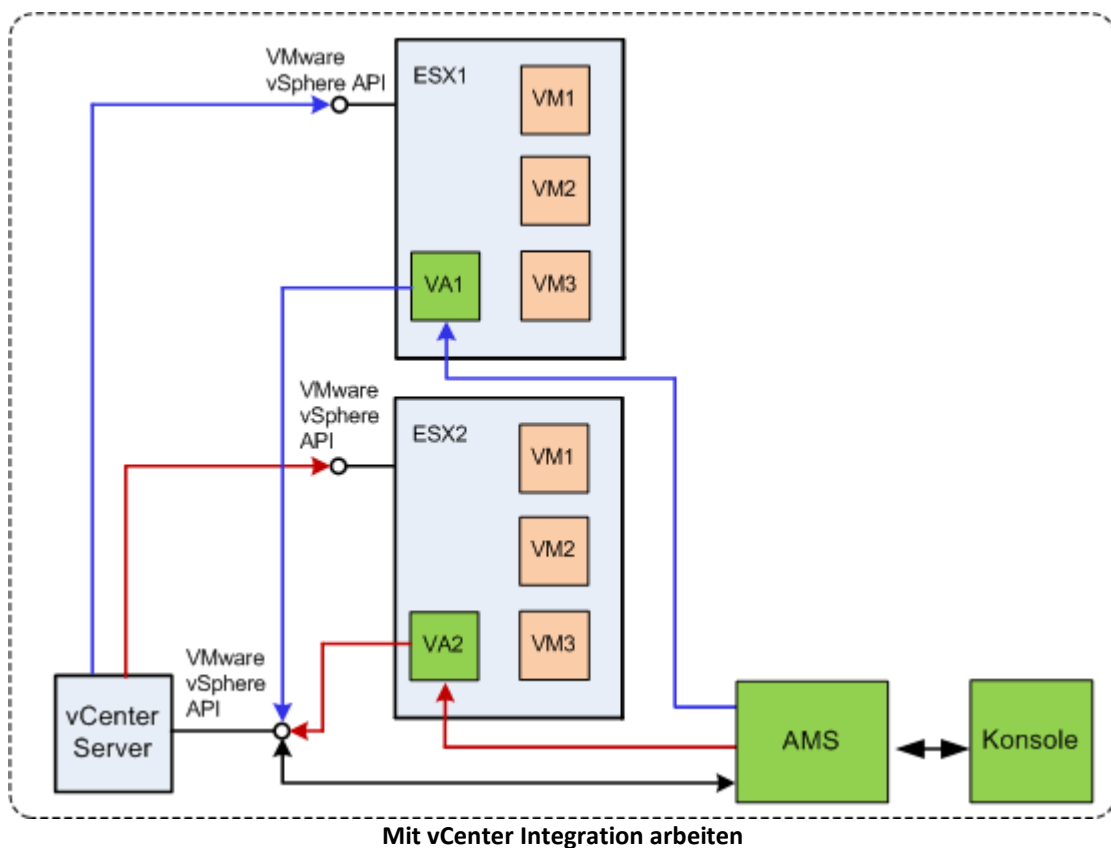 VMware
vSphere API
ESX1
VM1
VM2
VA1
VM3
VMware
vSphere
API
ESX2
VM1
VM2
VA2
VM3
VMware
vSphere
API
vCenter
Server
AMS
Konsole
Mit vCenter Integration arbeiten